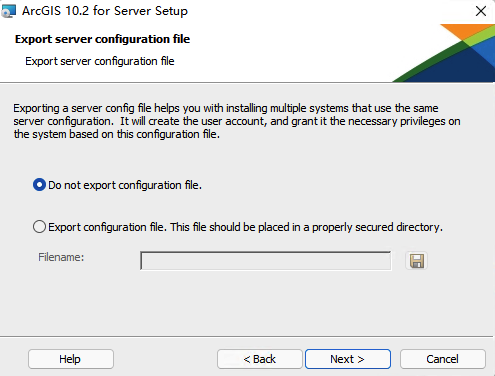 ArcGIS 10.2 for Server Setup
Export server configuration file
Export server configuration file
Exporting a server config file helps you with installing multiple systems that use the same
server configuration. It will create the user account, and grant it the necessary privileges on
the system based on this configuration file.
Do not export configuration file.
Export configuration file. This file should be placed in a properly secured directory.
Filename:
Help
< Back
Next >
Cancel